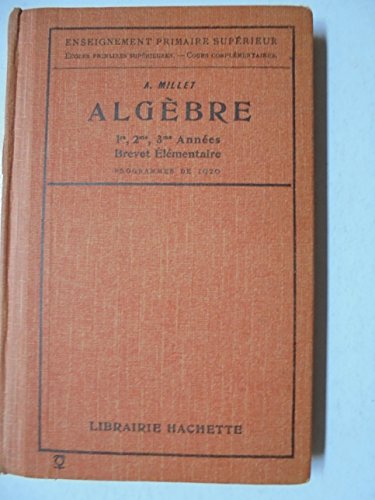 ENSEIGNEMENT PRIMAIRE SUPÉRIEUR
ÉCOLES PRIMAIRES SUPÉRIEURES. — COURS COMPLÉMENTAIRES.
A. MILLET
ALGÈBRE
1re, 2me, 3me Années
Brevet Élémentaire
PROGRAMMES DE 1920
LIBRAIRIE HACHETTE